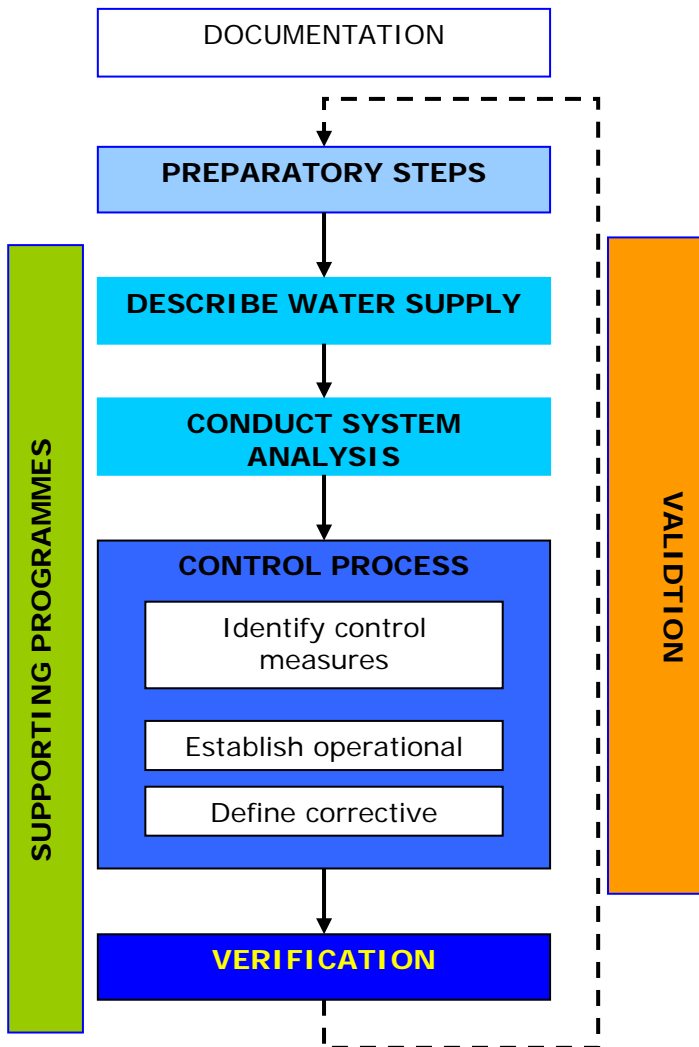 DOCUMENTATION
PREPARATORY STEPS
DESCRIBE WATER SUPPLY
CONDUCT SYSTEM
ANALYSIS
CONTROL PROCESS
Identify control
measures
Establish operational
Define corrective
VERIFICATION
SUPPORTING PROGRAMMES
VALIDTION